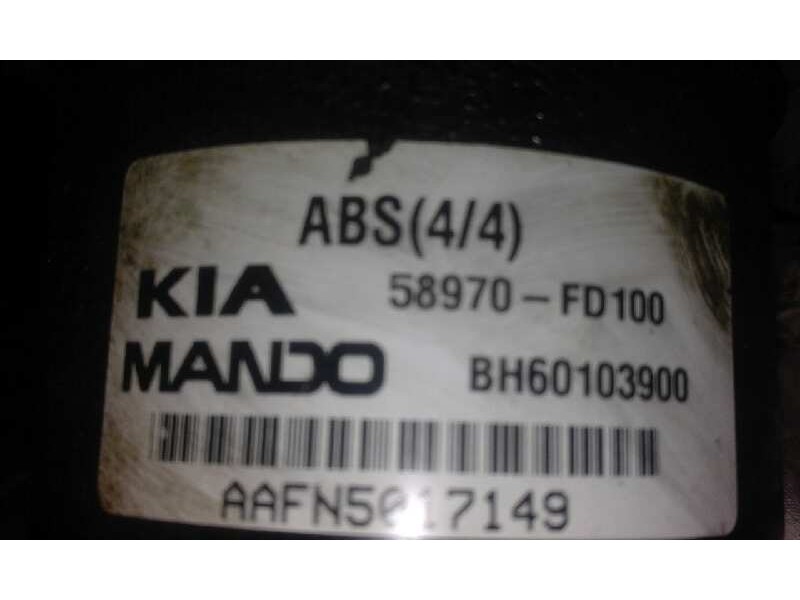 ABS(4/4)
KIA 58970-FD100
MANDO BH60103900
AAFN5017149